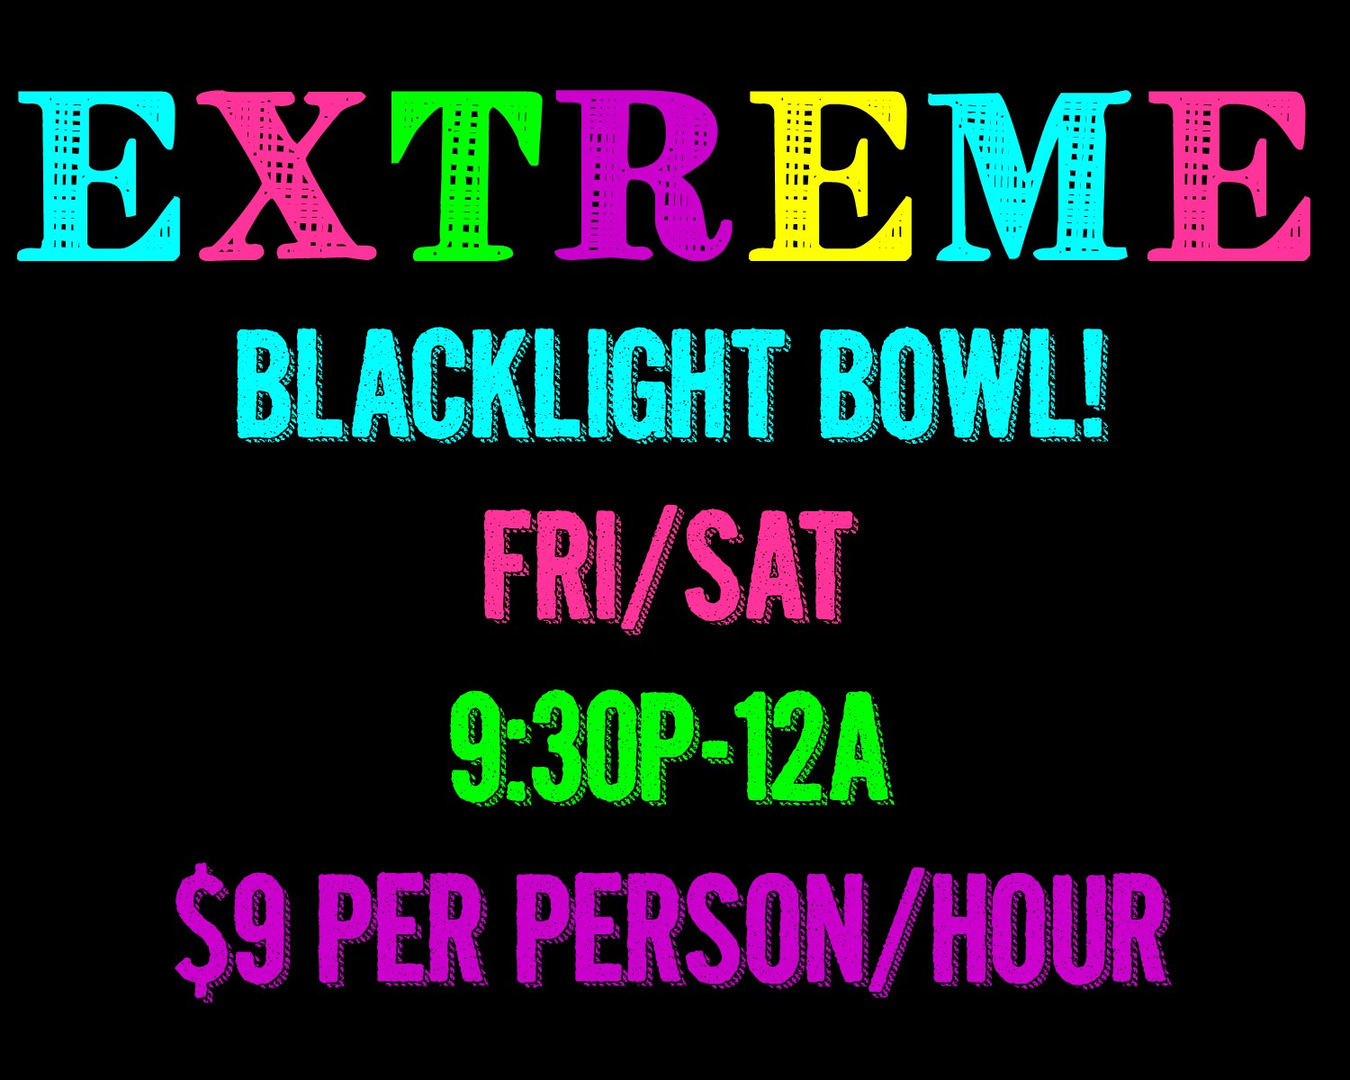 EXTREME
BLACKLIGHT BOWL!
FRI/SAT
9:30P-12A
$9 PER PERSON/HOUR